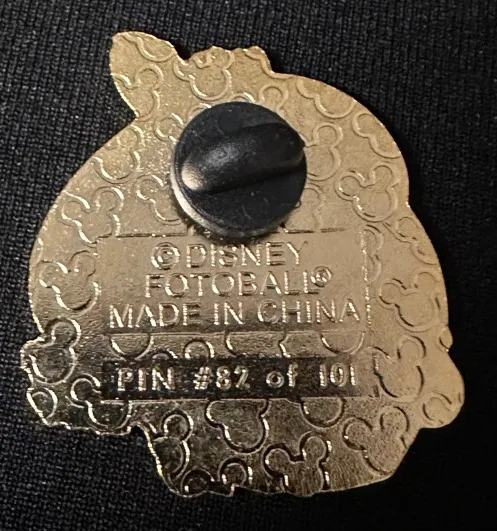 ©DISNEY
FOTOBALL®
MADE IN CHINA
PIN #82 of 101